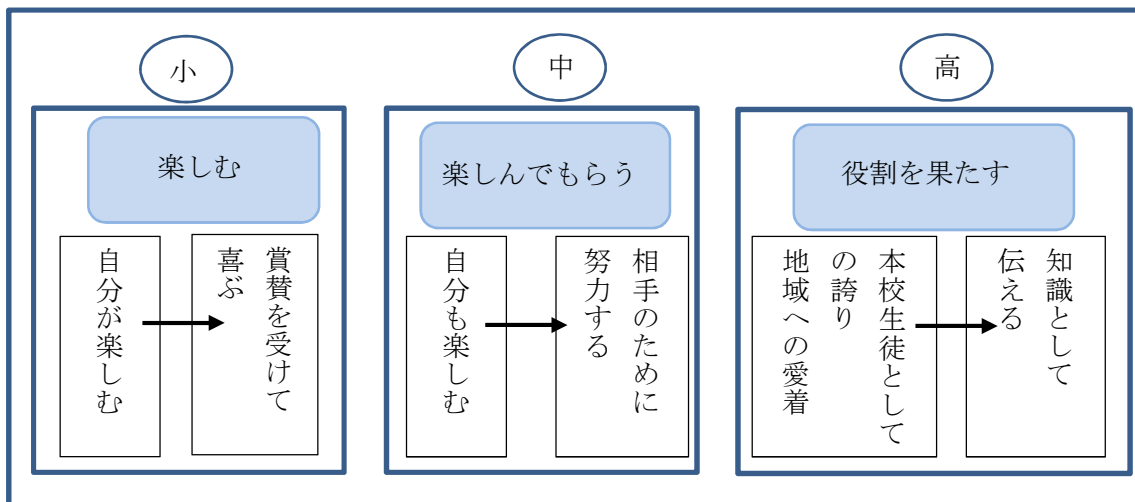 小
楽しむ
自分が楽しむ
賞賛を受けて
喜ぶ
中
楽しんでもらう
自分も楽しむ
相手のために
努力する
高
役割を果たす
本校生徒として
の誇り
地域への愛着
知識として
伝える